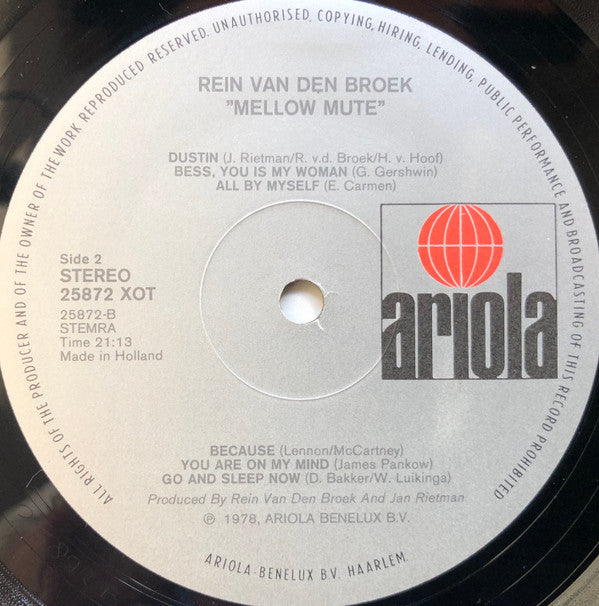 ALL RIGHTS OF THE PRODUCER AND OF THE OWNER OF THE WORK REPRODUCED RESERVED. UNAUTHORISED, COPYING, HIRING, LENDING, PUBLIC PERFORMANCE AND BROADCASTING OF THIS RECORD PROHIBITED
REIN VAN DEN BROEK
"MELLOW MUTE"
DUSTIN (J. Rietman/R. v.d. Broek/H. v. Hoof)
BESS, YOU IS MY WOMAN (G. Gershwin)
ALL BY MYSELF (E. Carmen)
Side 2
STEREO
25872 XOT
25872-B
STEMRA
Time 21:13
Made in Holland
ariola
BECAUSE (Lennon/McCartney)
YOU ARE ON MY MIND (James Pankow)
GO AND SLEEP NOW (D. Bakker/W. Luikinga)
Produced By Rein Van Den Broek And Jan Rietman
℗ 1978, ARIOLA BENELUX B.V.
ARIOLA-BENELUX B.V. HAARLEM.